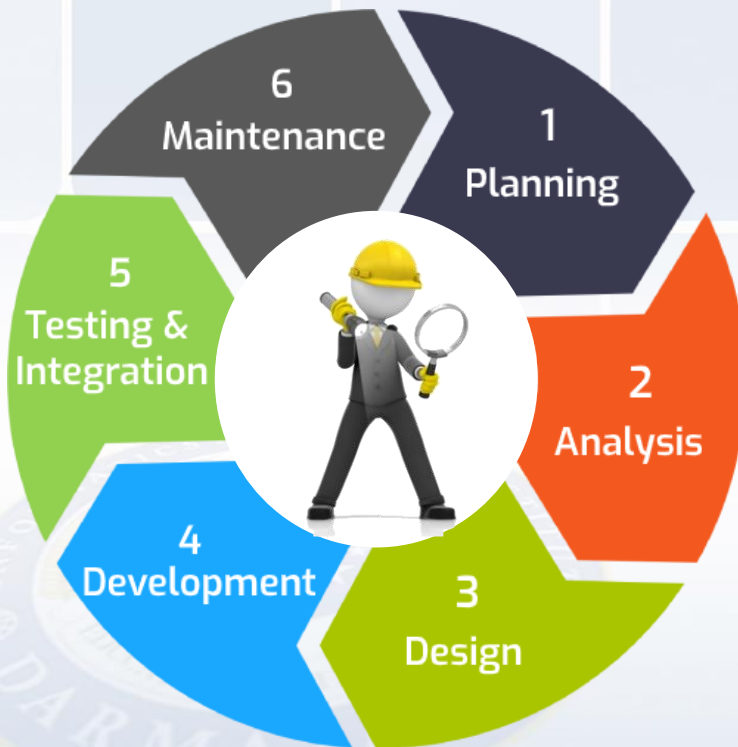 1
Planning
2
Analysis
3
Design
4
Development
5
Testing &
Integration
6
Maintenance